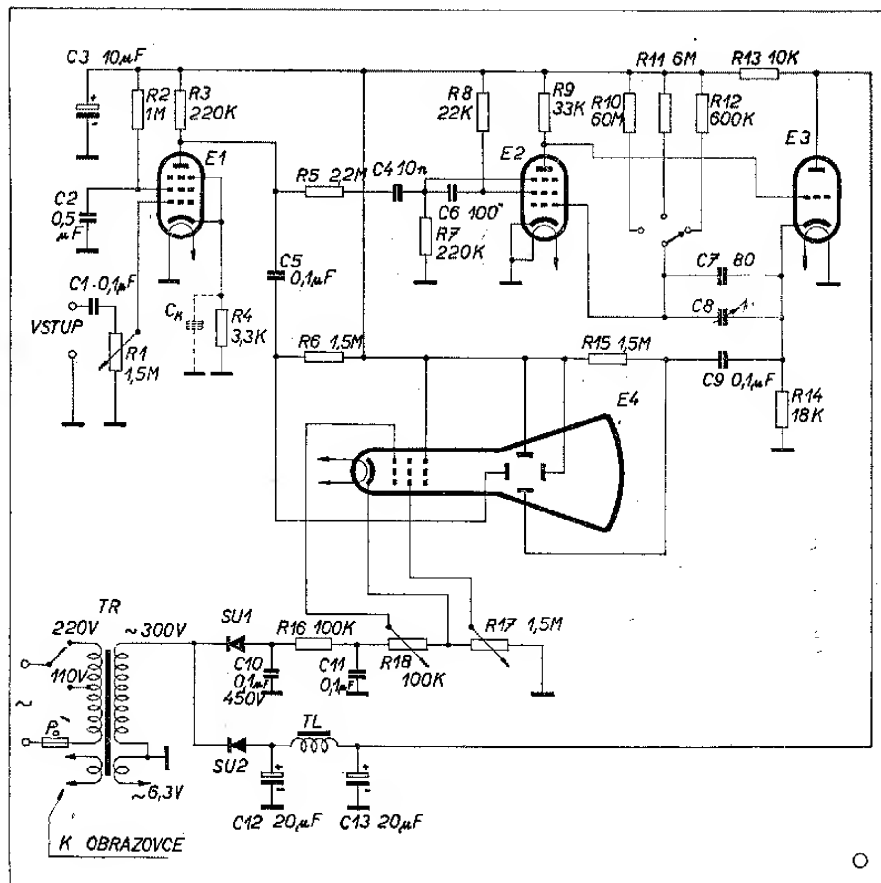 C3 10µF
R2
1M
R3
220K
E1
C2
0,5
µF
C1 0,1µF
VSTUP
R1
1,5M
CK
R4
3,3K
R5 2,2M
C4 10n
C5
0,1µF
R6 1,5M
R7
220K
C6 100
R8
22K
R9
33K
E2
R10
60M
R11 6M
R12
600K
R13 10K
E3
C7 80
C8
R15 1,5M
C9 0,1µF
R14
18K
E4
TR
220V
110V
~
Po
~300V
~6,3V
K OBRAZOVCE
SU1
R16 100K
C10
0,1µF
450V
C11
0,1µF
R18
100K
R17 1,5M
SU2
TL
C12 20µF
C13 20µF